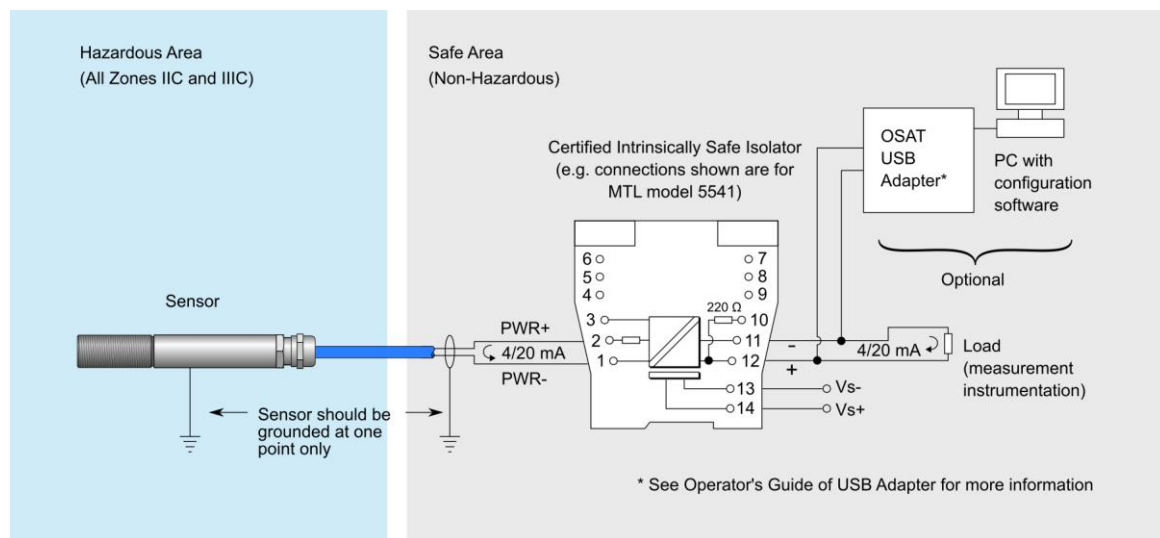 Hazardous Area
(All Zones IIC and IIIC)
Safe Area
(Non-Hazardous)
Certified Intrinsically Safe Isolator
(e.g. connections shown are for
MTL model 5541)
OSAT
USB
Adapter*
PC with
configuration
software
Optional
Sensor
PWR+
4/20 mA
PWR-
6
5
4
3
2
1
7
8
9
220 Ω
10
11
12
13
14
-
+
Vs-
Vs+
4/20 mA
Load
(measurement
instrumentation)
Sensor should be
grounded at one
point only
* See Operator's Guide of USB Adapter for more information